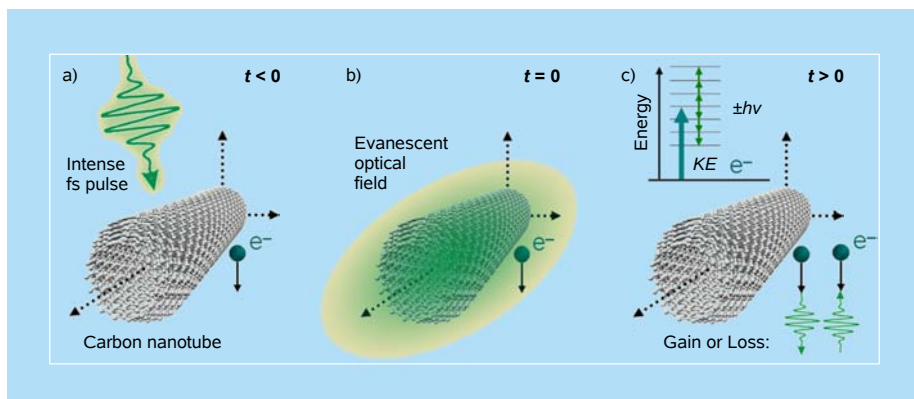 a)
t < 0
Intense
fs pulse
e–
Carbon nanotube
b)
t = 0
Evanescent
optical
field
e–
c)
t > 0
Energy
±hν
KE e–
e–
Gain or Loss: